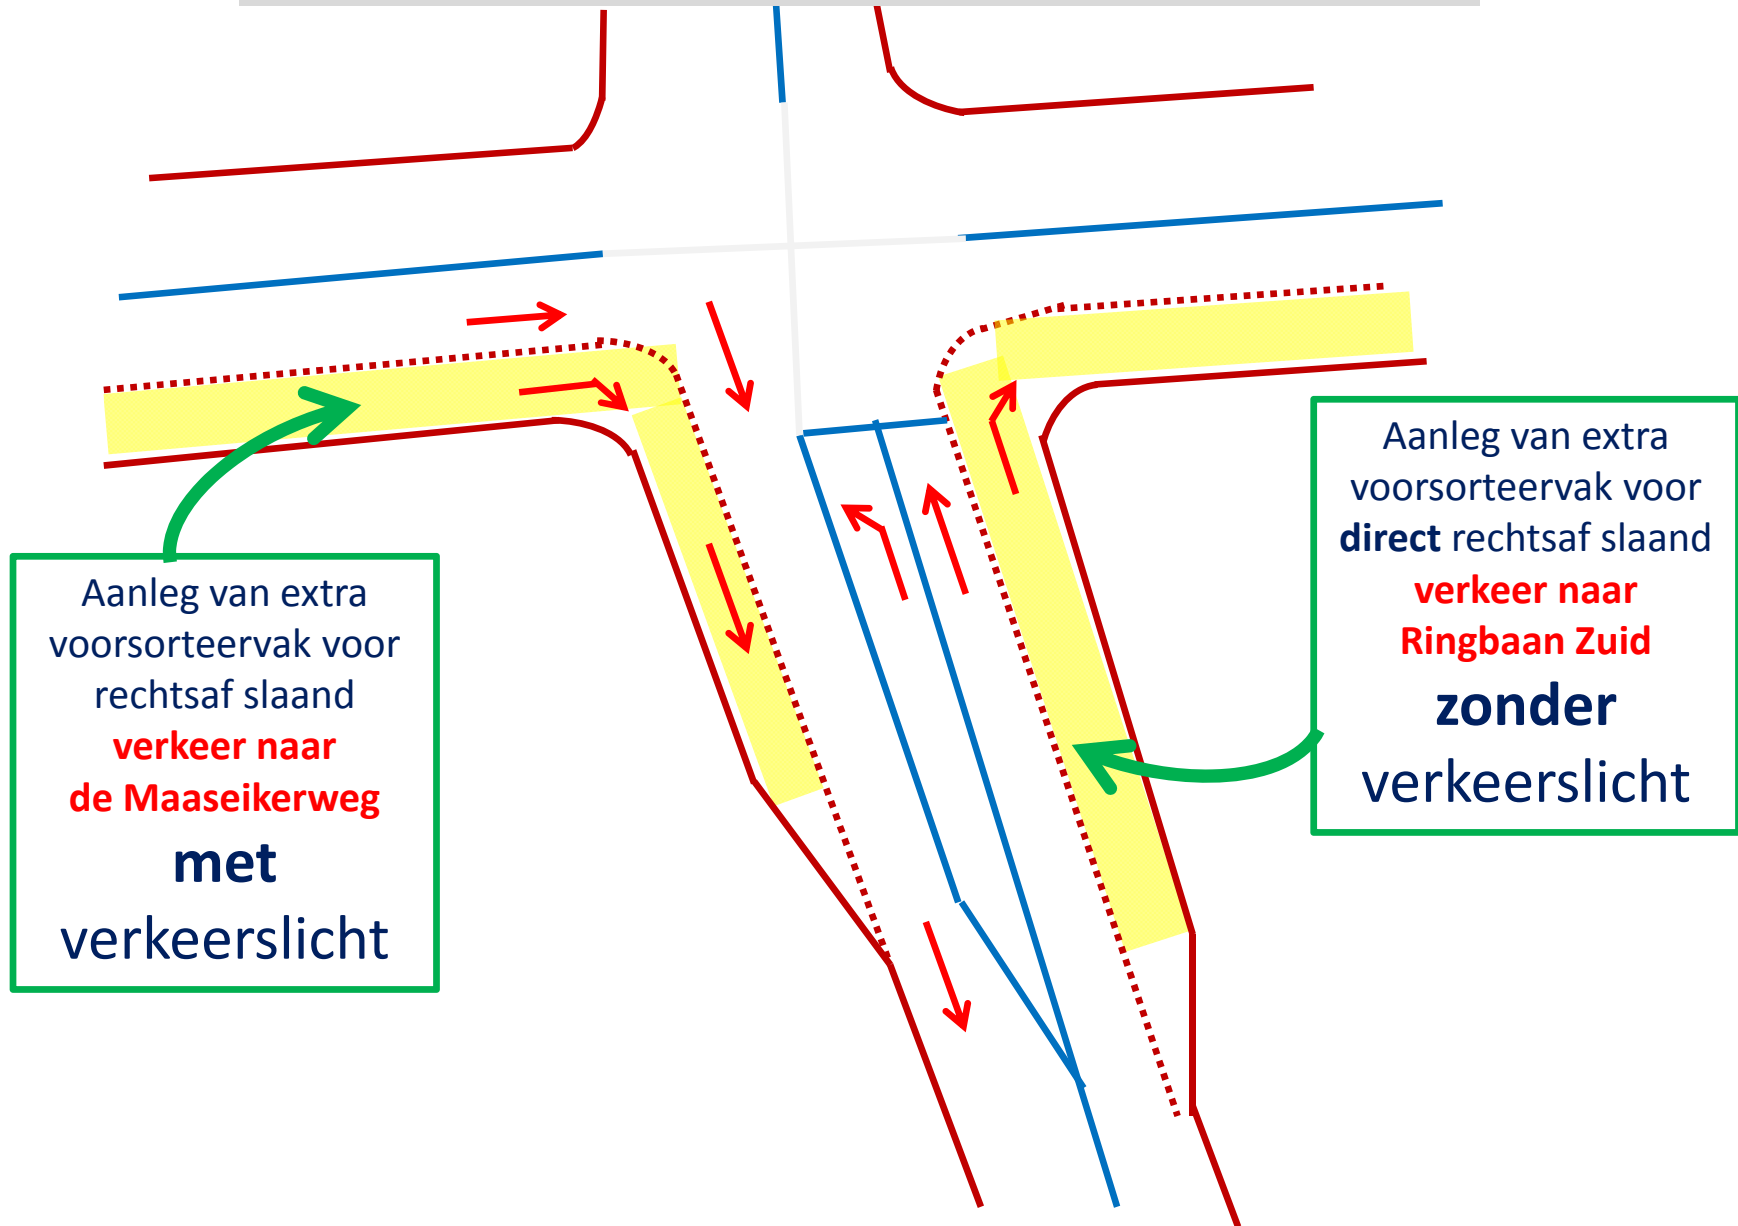 Aanleg van extra
voorsorteervak voor
rechtsaf slaand
verkeer naar
de Maaseikerweg
met
verkeerslicht
Aanleg van extra
voorsorteervak voor
direct rechtsaf slaand
verkeer naar
Ringbaan Zuid
zonder
verkeerslicht